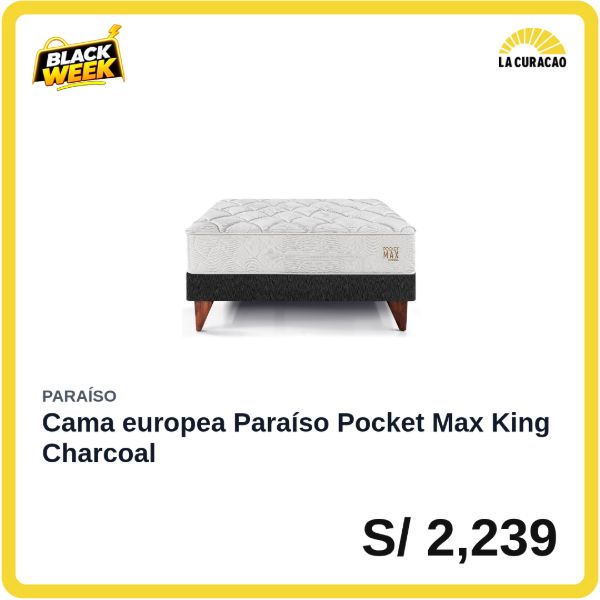 BLACK
WEEK
LA CURACAO
POCKET
MAX
PARAÍSO
Cama europea Paraíso Pocket Max King
Charcoal
S/ 2,239